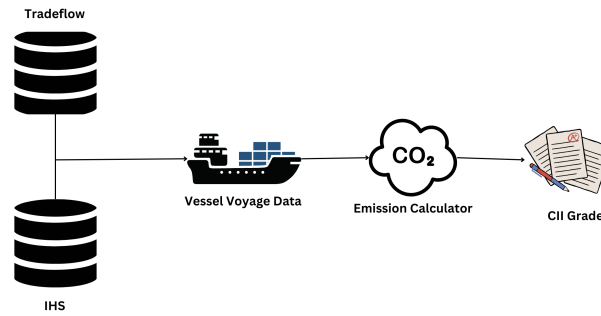 Tradeflow
CO₂
Vessel Voyage Data
Emission Calculator
CII Grade
IHS